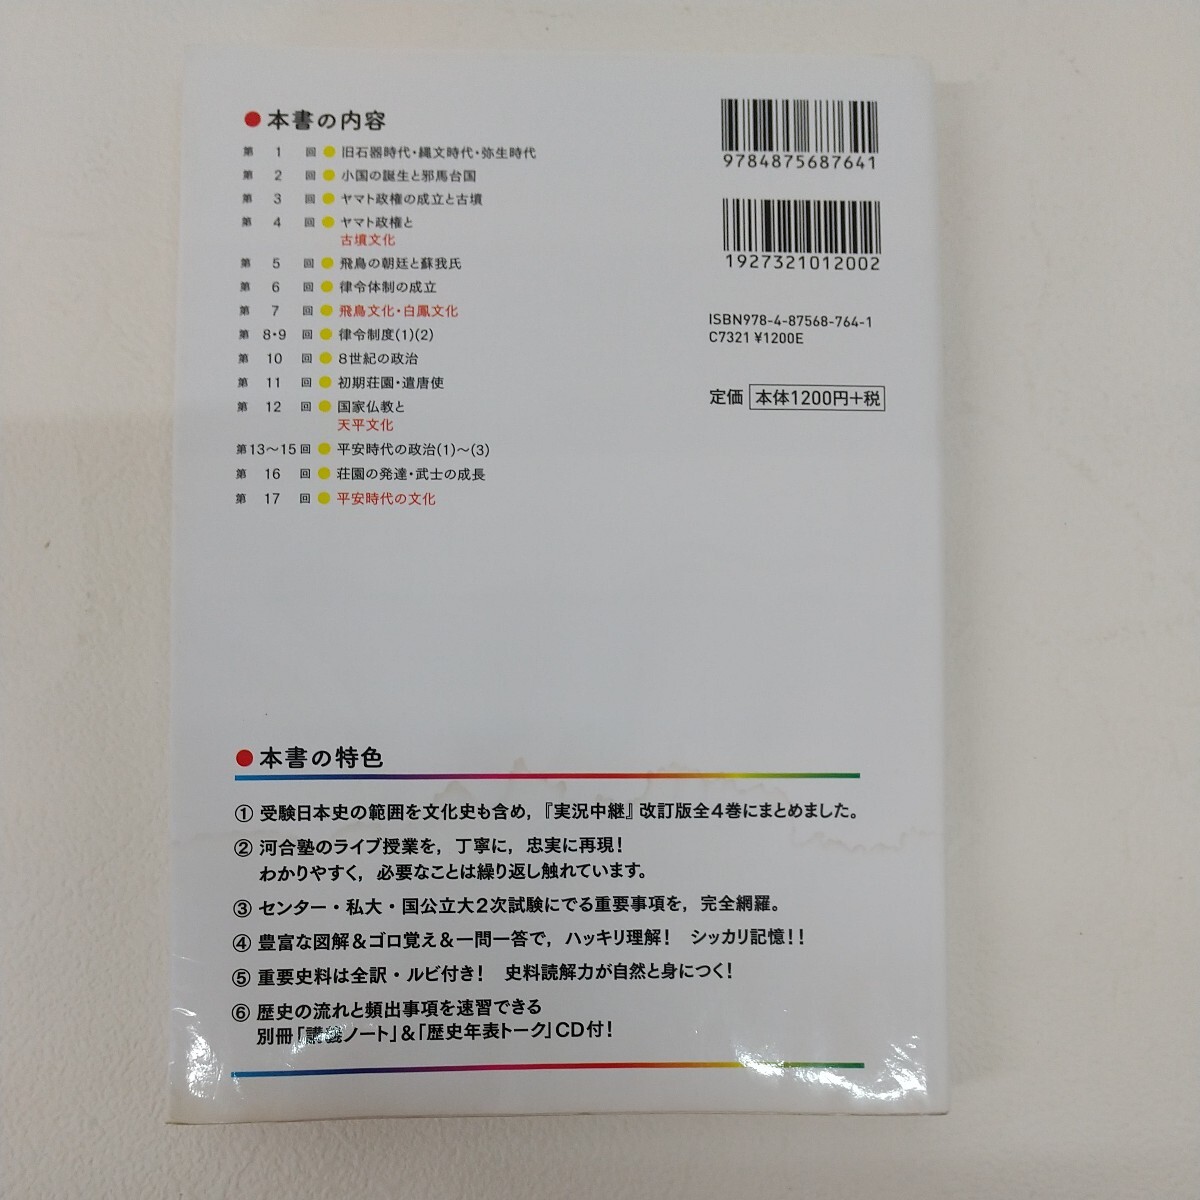 ●本書の内容
第 1 回 ●旧石器時代・縄文時代・弥生時代
第 2 回 ●小国の誕生と邪馬台国
第 3 回 ●ヤマト政権の成立と古墳
第 4 回 ●ヤマト政権と
古墳文化
第 5 回 ●飛鳥の朝廷と蘇我氏
第 6 回 ●律令体制の成立
第 7 回 ●飛鳥文化・白鳳文化
第 8・9 回 ●律令制度(1)(2)
第 10 回 ●8世紀の政治
第 11 回 ●初期荘園・遣唐使
第 12 回 ●国家仏教と
天平文化
第13〜15回 ●平安時代の政治(1)〜(3)
第 16 回 ●荘園の発達・武士の成長
第 17 回 ●平安時代の文化
9784875687641
1927321012002
ISBN978-4-87568-764-1
C7321 ¥1200E
定価 本体1200円+税
●本書の特色
① 受験日本史の範囲を文化史も含め,『実況中継』改訂版全4巻にまとめました。
② 河合塾のライブ授業を,丁寧に,忠実に再現!
わかりやすく,必要なことは繰り返し触れています。
③ センター・私大・国公立大2次試験にでる重要事項を,完全網羅。
④ 豊富な図解&ゴロ覚え&一問一答で,ハッキリ理解! シッカリ記憶!!
⑤ 重要史料は全訳・ルビ付き! 史料読解力が自然と身につく!
⑥ 歴史の流れと頻出事項を速習できる
別冊「講義ノート」&「歴史年表トーク」CD付!